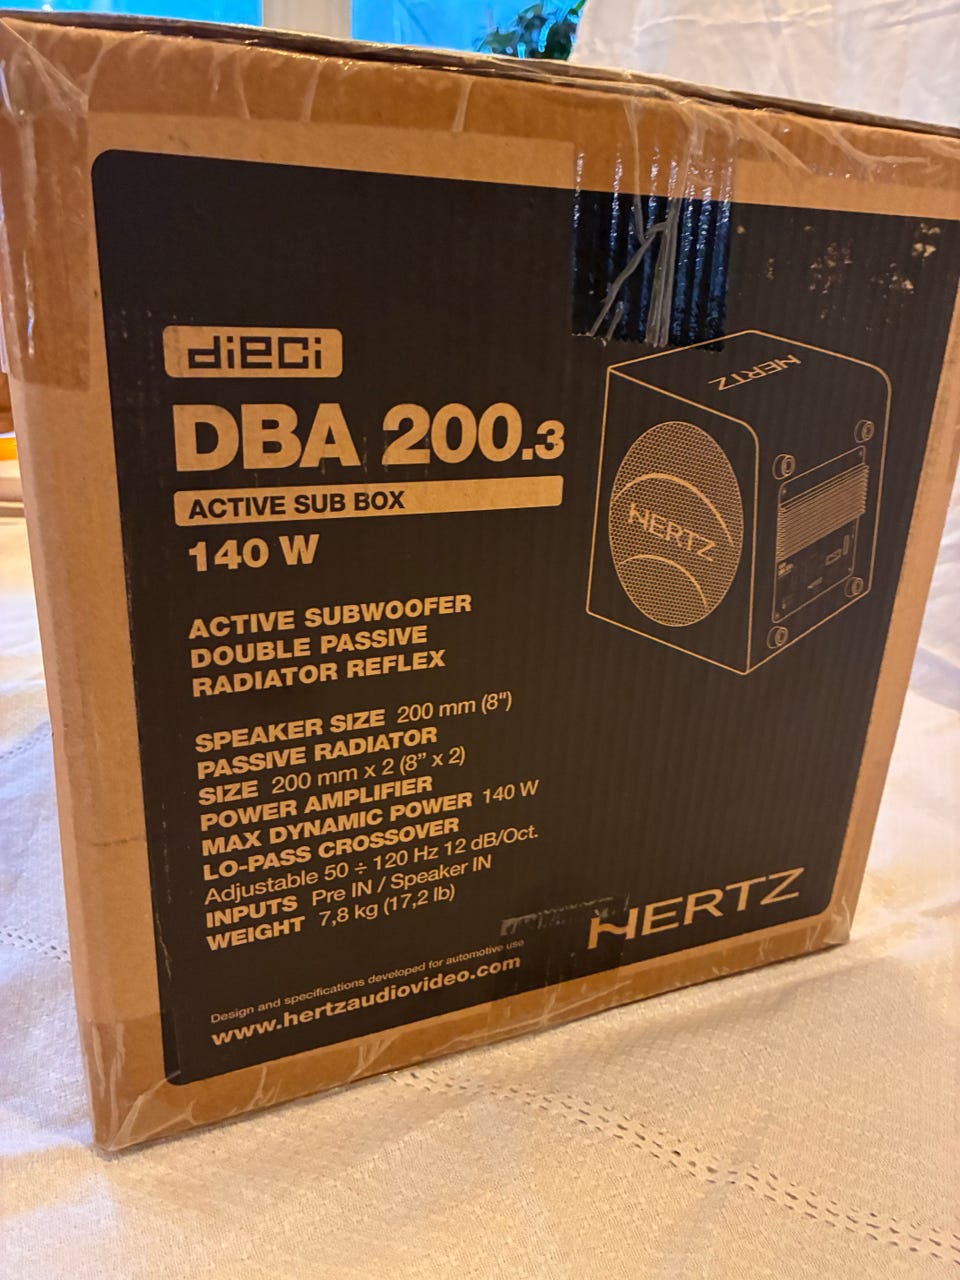 dieci
DBA 200.3
ACTIVE SUB BOX
140 W
ACTIVE SUBWOOFER
DOUBLE PASSIVE
RADIATOR REFLEX
SPEAKER SIZE 200 mm (8")
PASSIVE RADIATOR
SIZE 200 mm x 2 (8” x 2)
POWER AMPLIFIER
MAX DYNAMIC POWER 140 W
LO-PASS CROSSOVER
Adjustable 50 ÷ 120 Hz 12 dB/Oct.
INPUTS Pre IN / Speaker IN
WEIGHT 7,8 kg (17,2 lb)
Design and specifications developed for automotive use
www.hertzaudiovideo.com
HERTZ
HERTZ
HERTZ